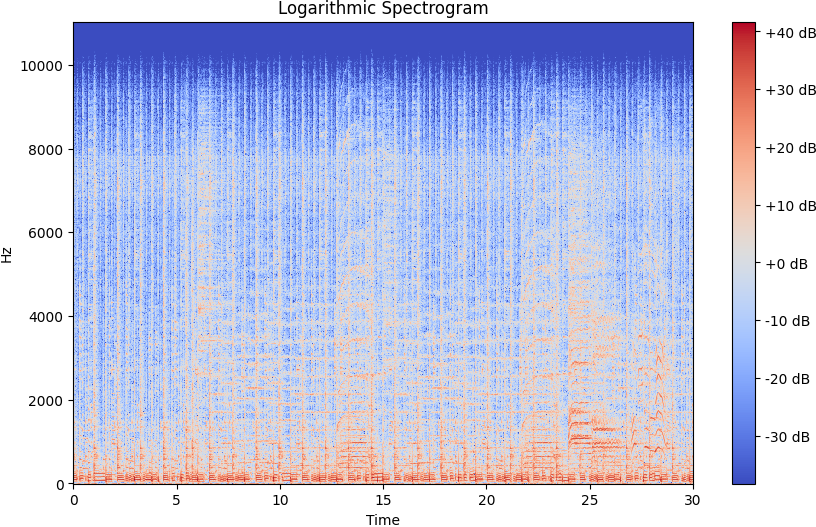 Logarithmic Spectrogram
Hz
10000
8000
6000
4000
2000
0
0 5 10 15 20 25 30
Time
+40 dB
+30 dB
+20 dB
+10 dB
+0 dB
-10 dB
-20 dB
-30 dB